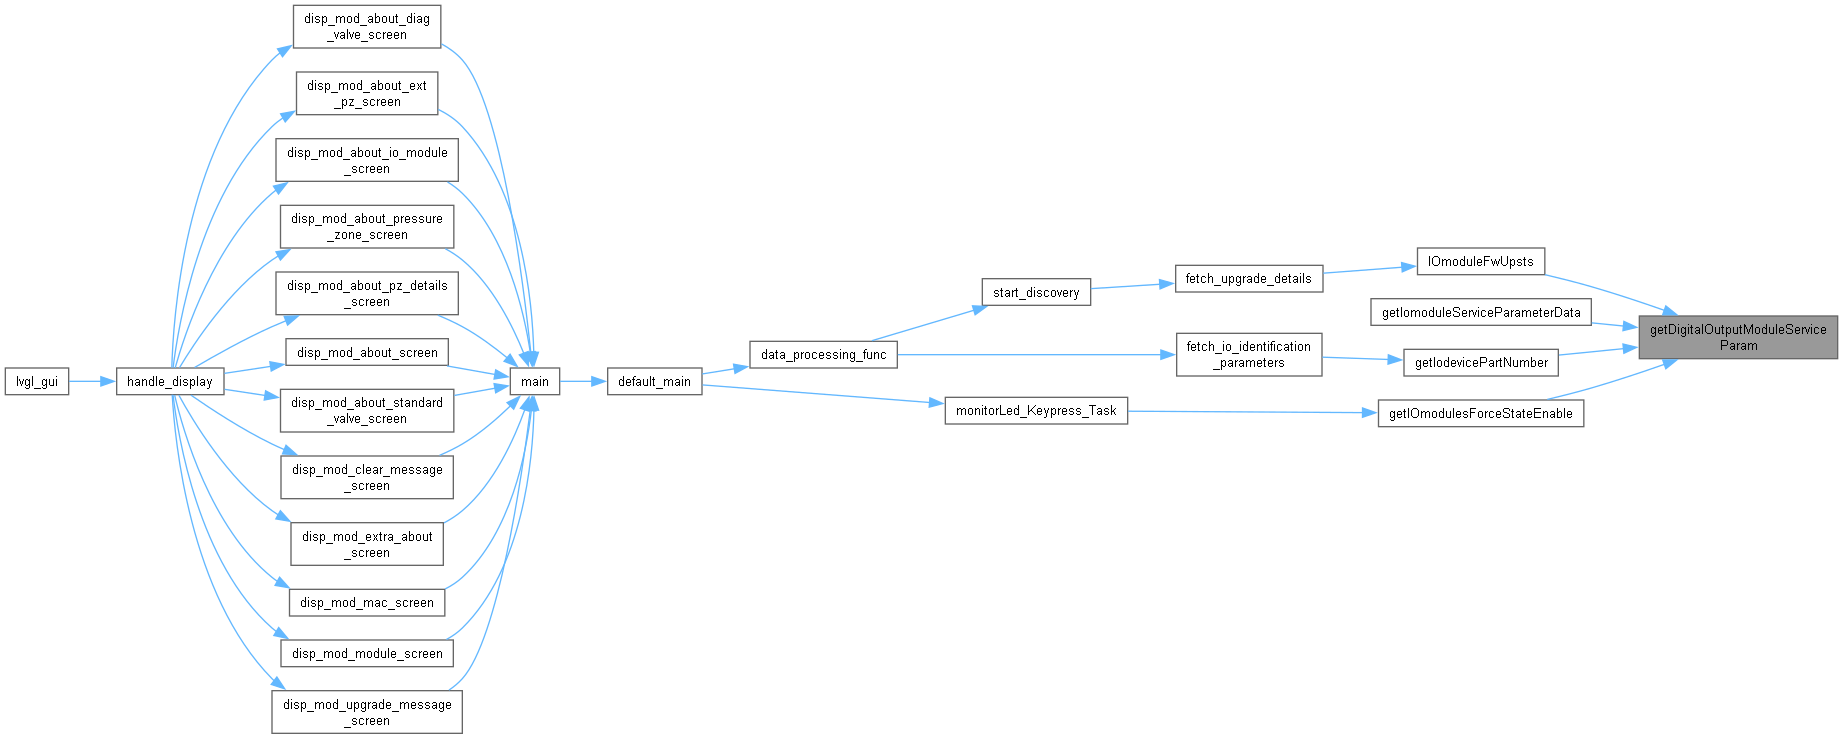 disp_mod_about_diag
_valve_screen
disp_mod_about_ext
_pz_screen
disp_mod_about_io_module
_screen
disp_mod_about_pressure
_zone_screen
disp_mod_about_pz_details
_screen
disp_mod_about_screen
disp_mod_about_standard
_valve_screen
disp_mod_clear_message
_screen
disp_mod_extra_about
_screen
disp_mod_mac_screen
disp_mod_module_screen
disp_mod_upgrade_message
_screen
lvgl_gui
handle_display
main
default_main
data_processing_func
monitorLed_Keypress_Task
start_discovery
fetch_upgrade_details
fetch_io_identification
_parameters
IOmoduleFwUpsts
getIomoduleServiceParameterData
getIodevicePartNumber
getIOmodulesForceStateEnable
getDigitalOutputModuleService
Param